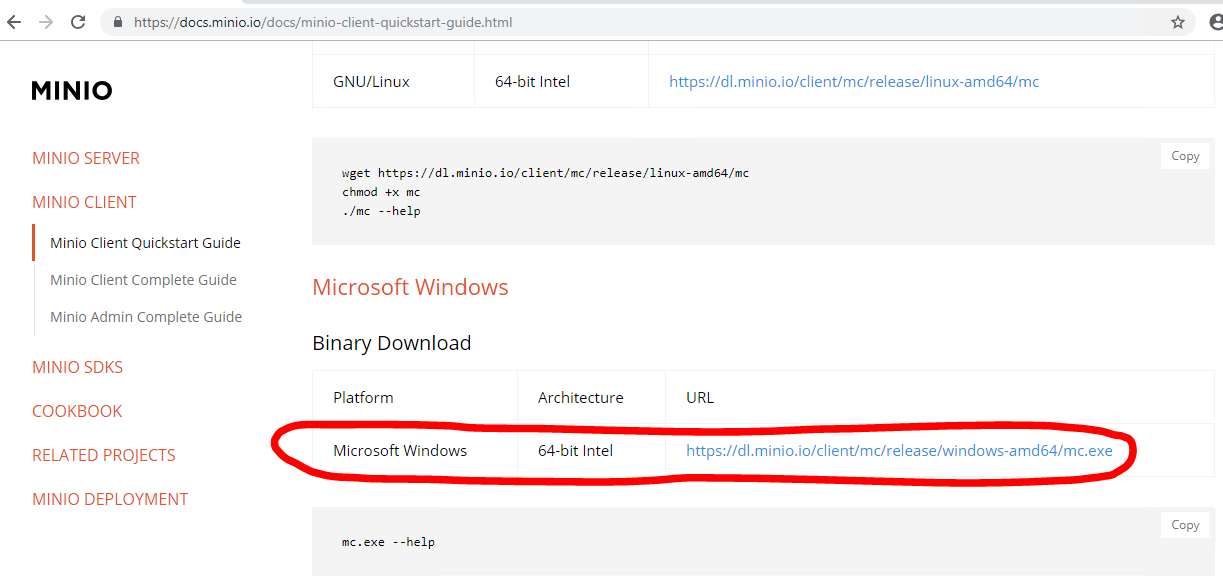 https://docs.minio.io/docs/minio-client-quickstart-guide.html
MINIO
MINIO SERVER
MINIO CLIENT
Minio Client Quickstart Guide
Minio Client Complete Guide
Minio Admin Complete Guide
MINIO SDKS
COOKBOOK
RELATED PROJECTS
MINIO DEPLOYMENT
GNU/Linux 64-bit Intel https://dl.minio.io/client/mc/release/linux-amd64/mc
Copy
wget https://dl.minio.io/client/mc/release/linux-amd64/mc
chmod +x mc
./mc --help
Microsoft Windows
Binary Download
Platform Architecture URL
Microsoft Windows 64-bit Intel https://dl.minio.io/client/mc/release/windows-amd64/mc.exe
Copy
mc.exe --help